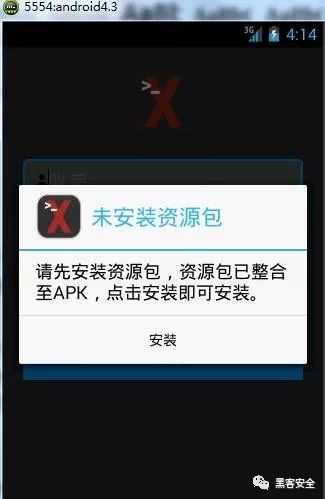 5554:android4.3
3G
4:14
未安装资源包
请先安装资源包，资源包已整合
至APK，点击安装即可安装。
安装
黑客安全